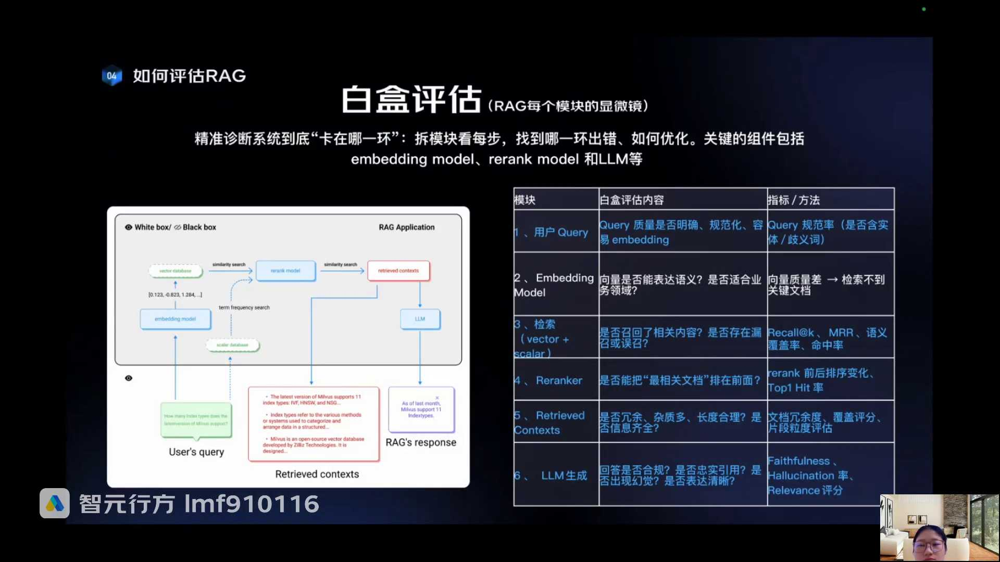 04 如何评估RAG
白盒评估（RAG每个模块的显微镜）
精准诊断系统到底“卡在哪一环”：拆模块看每步，找到哪一环出错、如何优化。关键的组件包括
embedding model、rerank model 和LLM等
White box/ Black box
RAG Application
vector database
similarity search
rerank model
similarity search
retrieved contexts
[0.123, -0.823, 1.284, ...]
term frequency search
embedding model
LLM
scalar database
How many index types does the
latestversion of Milvus support?
User's query
• The latest version of Milvus supports 11
index types: IVF, HNSW, and NSG...
• Index types refer to the various methods
or systems used to categorize and
arrange data in a structured...
• Milvus is an open-source vector database
developed by Zilliz Technologies. It is
designed...
Retrieved contexts
As of last month,
Milvus support 11
Indextypes.
RAG's response
模块
白盒评估内容
指标 / 方法
1 、用户 Query
Query 质量是否明确、规范化、容
易 embedding
Query 规范率（是否含实
体 / 歧义词）
2 、 Embedding
Model
向量是否能表达语义？是否适合业
务领域？
向量质量差 → 检索不到
关键文档
3 、检索
（vector +
scalar）
是否召回了相关内容？是否存在漏
召或误召？
Recall@k 、 MRR 、语义
覆盖率、命中率
4 、 Reranker
是否能把“最相关文档”排在前面？
rerank 前后排序变化、
Top1 Hit 率
5 、 Retrieved
Contexts
是否冗余、杂质多、长度合理？是
否信息齐全？
文档冗余度、覆盖评分、
片段粒度评估
6 、 LLM 生成
回答是否合规？是否忠实引用？是
否出现幻觉？是否表达清晰？
Faithfulness 、
Hallucination 率、
Relevance 评分
智元行方 lmf910116